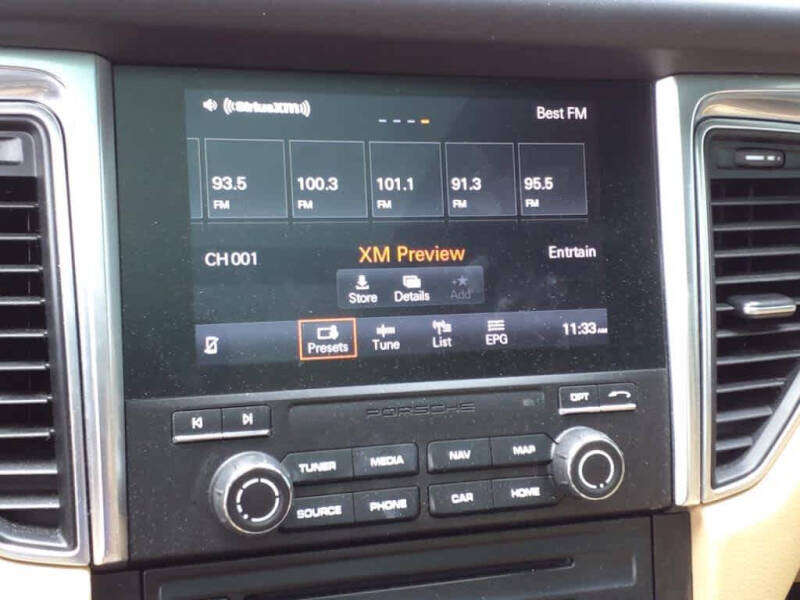 SiriusXM Best FM
93.5 100.3 101.1 91.3 95.5
FM FM FM FM FM
CH 001 XM Preview Entrtain
Store Details Add
Presets Tune List EPG 11:33 AM
PORSCHE
OPT
TUNER MEDIA NAV MAP
SOURCE PHONE CAR HOME